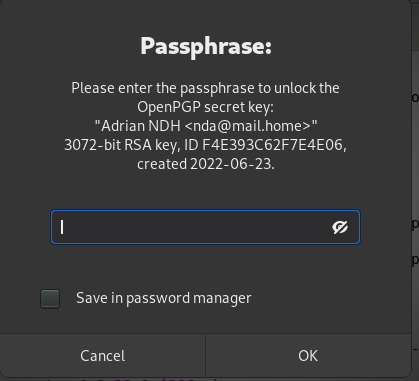 Passphrase:
Please enter the passphrase to unlock the
OpenPGP secret key:
"Adrian NDH <nda@mail.home>"
3072-bit RSA key, ID F4E393C62F7E4E06,
created 2022-06-23.
Save in password manager
Cancel
OK